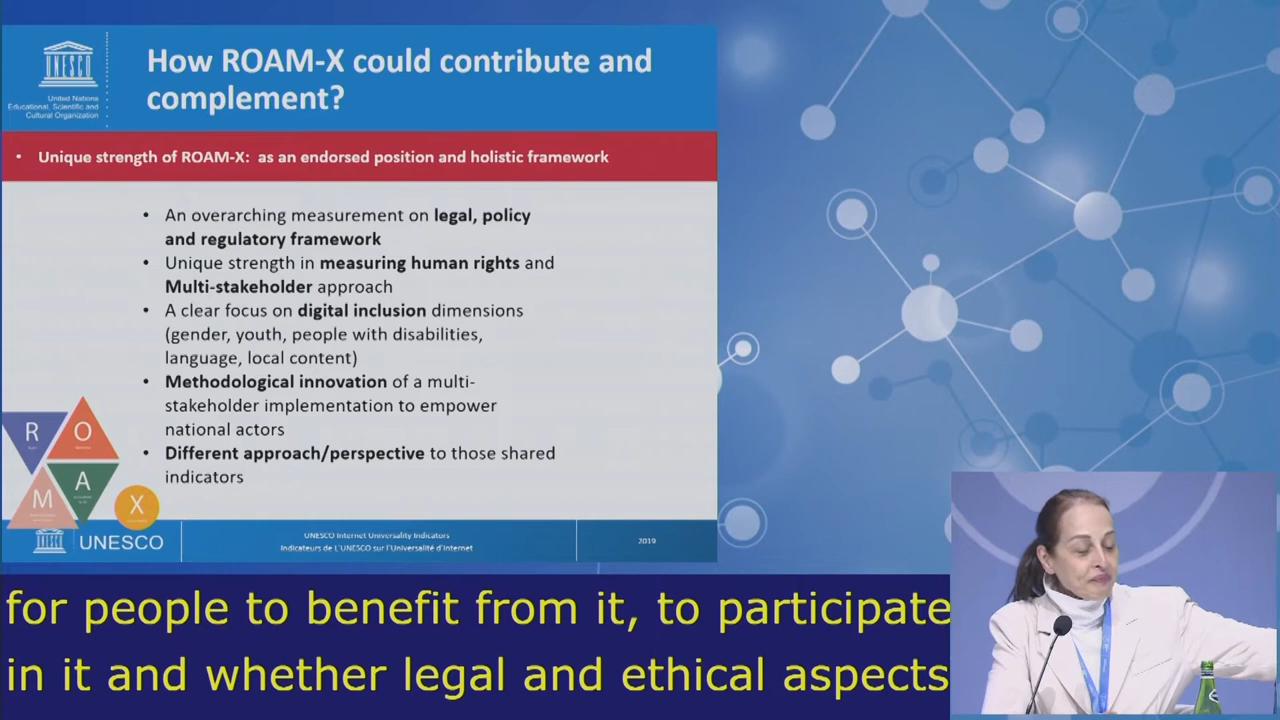 UNESCO
United Nations
Educational, Scientific and
Cultural Organization
How ROAM-X could contribute and
complement?
• Unique strength of ROAM-X: as an endorsed position and holistic framework
• An overarching measurement on legal, policy
and regulatory framework
• Unique strength in measuring human rights and
Multi-stakeholder approach
• A clear focus on digital inclusion dimensions
(gender, youth, people with disabilities,
language, local content)
• Methodological innovation of a multi-
stakeholder implementation to empower
national actors
• Different approach/perspective to those shared
indicators
R
O
A
M
X
UNESCO
UNESCO Internet Universality Indicators
Indicateurs de L'UNESCO sur l'Universalité d'Internet
2019
for people to benefit from it, to participate
in it and whether legal and ethical aspects